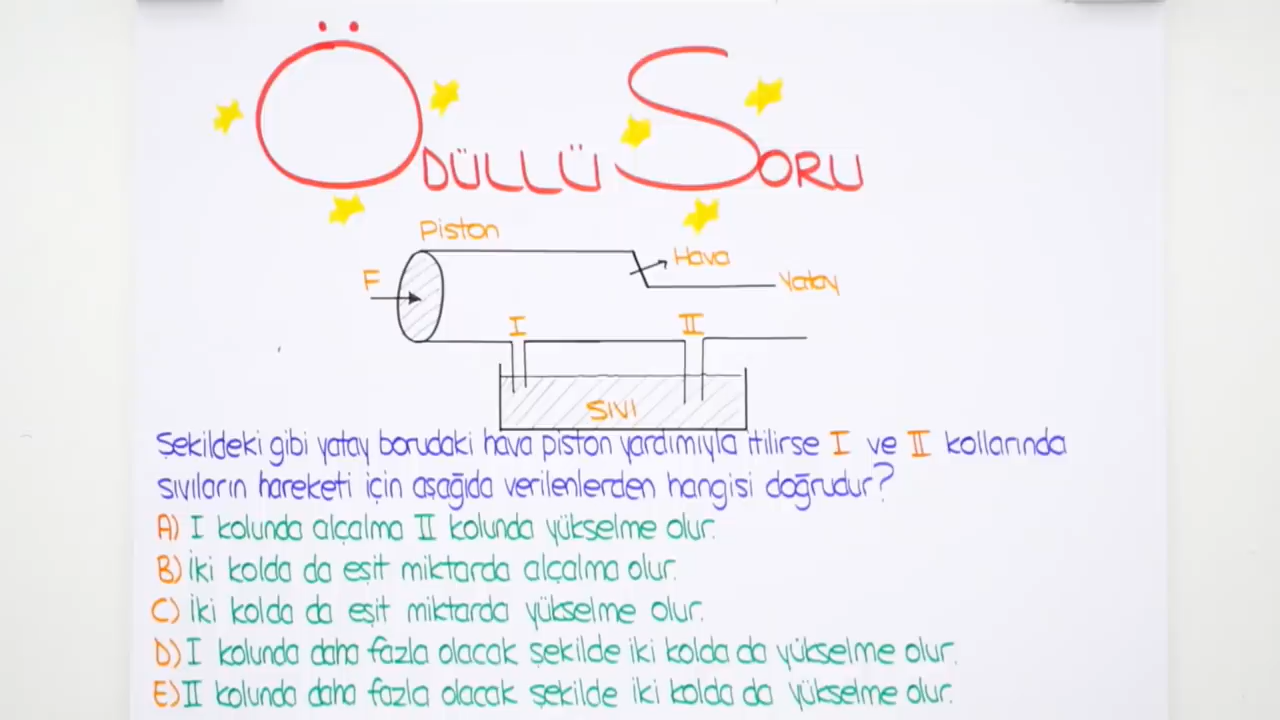 ÖDÜLLÜ SORU
Piston
Hava
F
Yatay
I
II
SIVI
Şekildeki gibi yatay borudaki hava piston yardımıyla itilirse I ve II kollarında
sıvıların hareketi için aşağıda verilenlerden hangisi doğrudur?
A) I kolunda alçalma II kolunda yükselme olur.
B) İki kolda da eşit miktarda alçalma olur.
C) İki kolda da eşit miktarda yükselme olur.
D) I kolunda daha fazla olacak şekilde iki kolda da yükselme olur.
E) II kolunda daha fazla olacak şekilde iki kolda da yükselme olur.